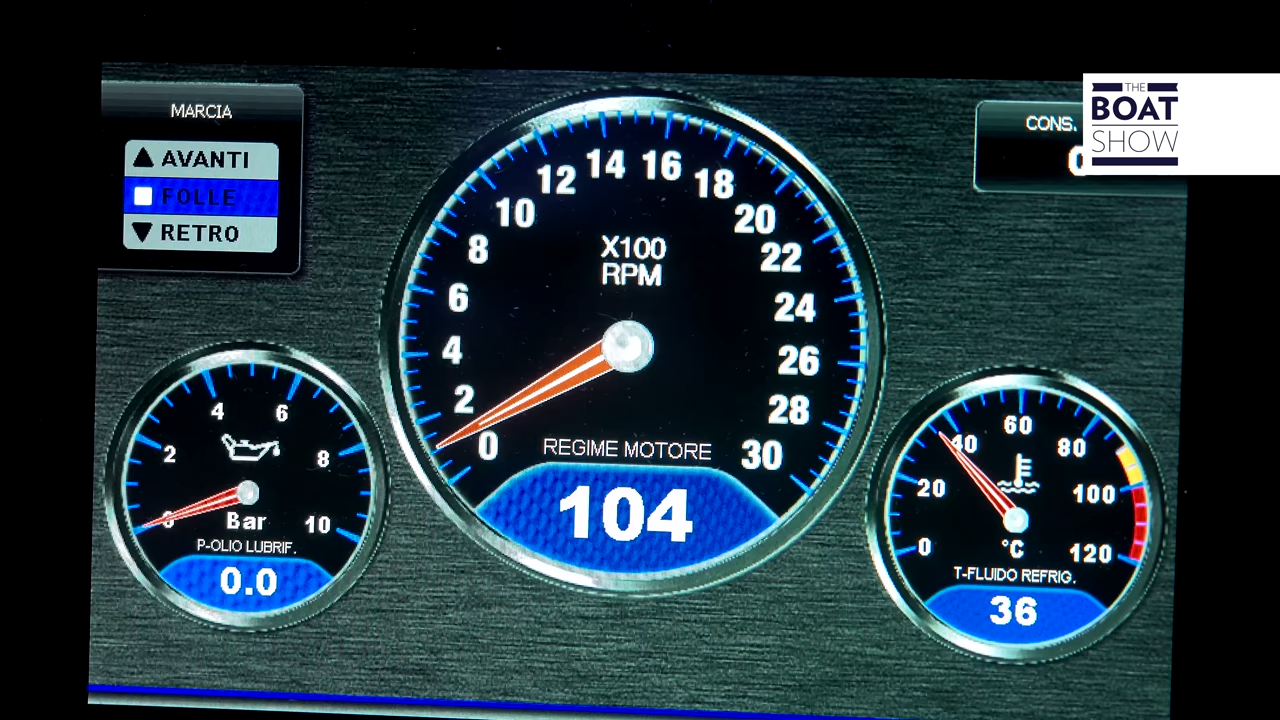 MARCIA
▲ AVANTI
FOLLE
▼ RETRO
THE
BOAT
SHOW
CONS.
0 2 4 6 8 10 12 14 16 18 20 22 24 26 28 30
X100
RPM
REGIME MOTORE
104
0 2 4 6 8 10
Bar
P-OLIO LUBRIF.
0.0
0 20 40 60 80 100 120
°C
T-FLUIDO REFRIG.
36